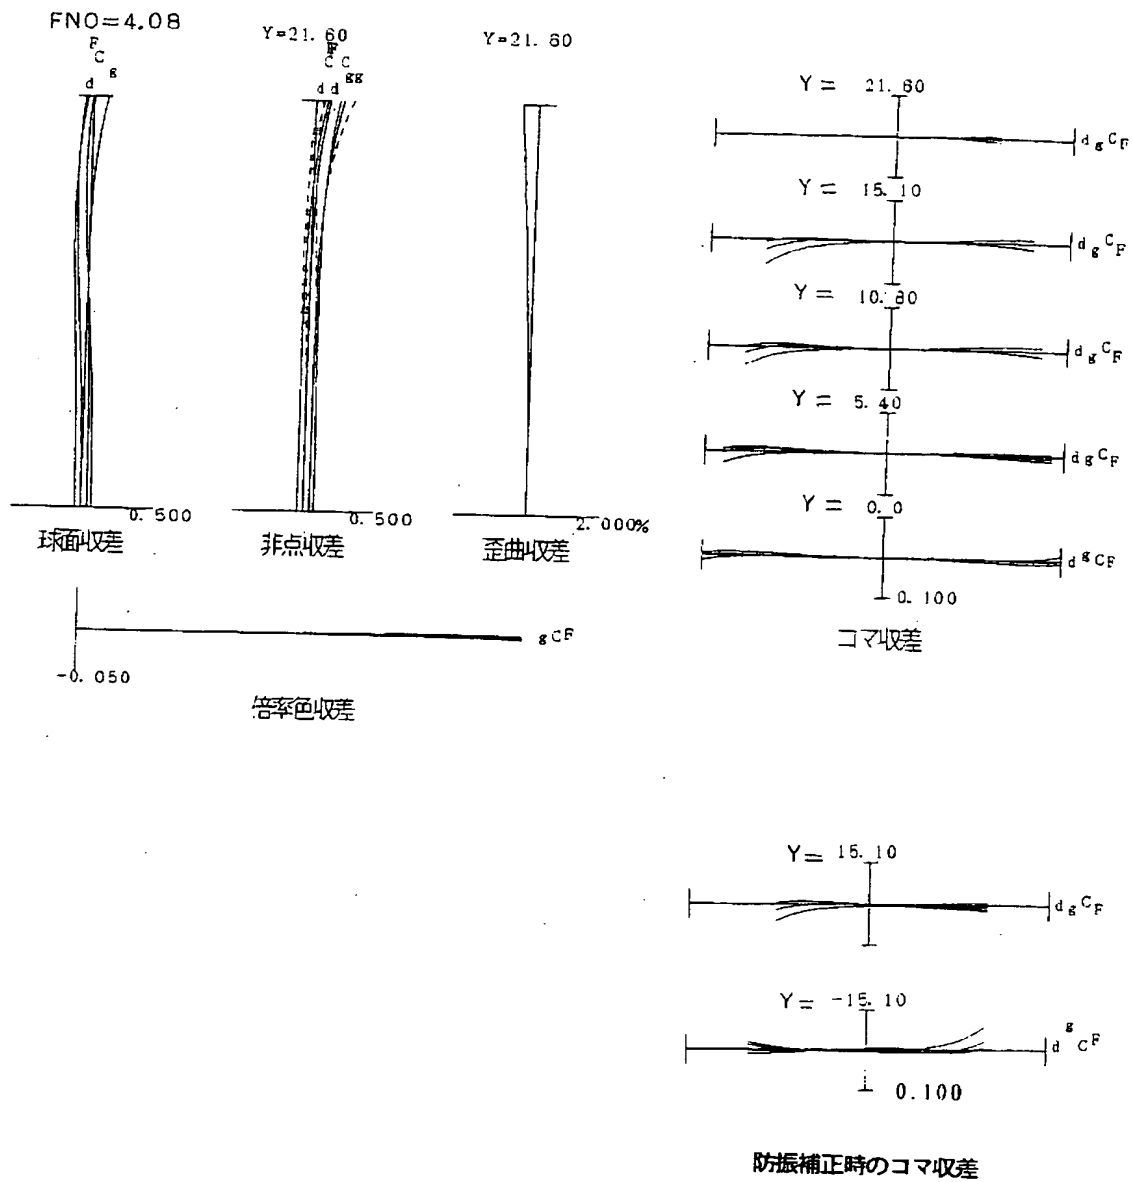 FNO=4.08
F
C
g
d
0. 500
球面収差
Y=21. 60
F
C C
gg
d d
0. 500
非点収差
Y=21. 60
2. 000%
歪曲収差
g C F
-0. 050
倍率色収差
Y = 21. 60
d g C F
Y = 15. 10
d g C F
Y = 10. 80
d g C F
Y = 5. 40
d g C F
Y = 0. 0
d g C F
0. 100
コマ収差
Y = 15. 10
d g C F
Y = -15. 10
d g C F
0.100
防振補正時のコマ収差